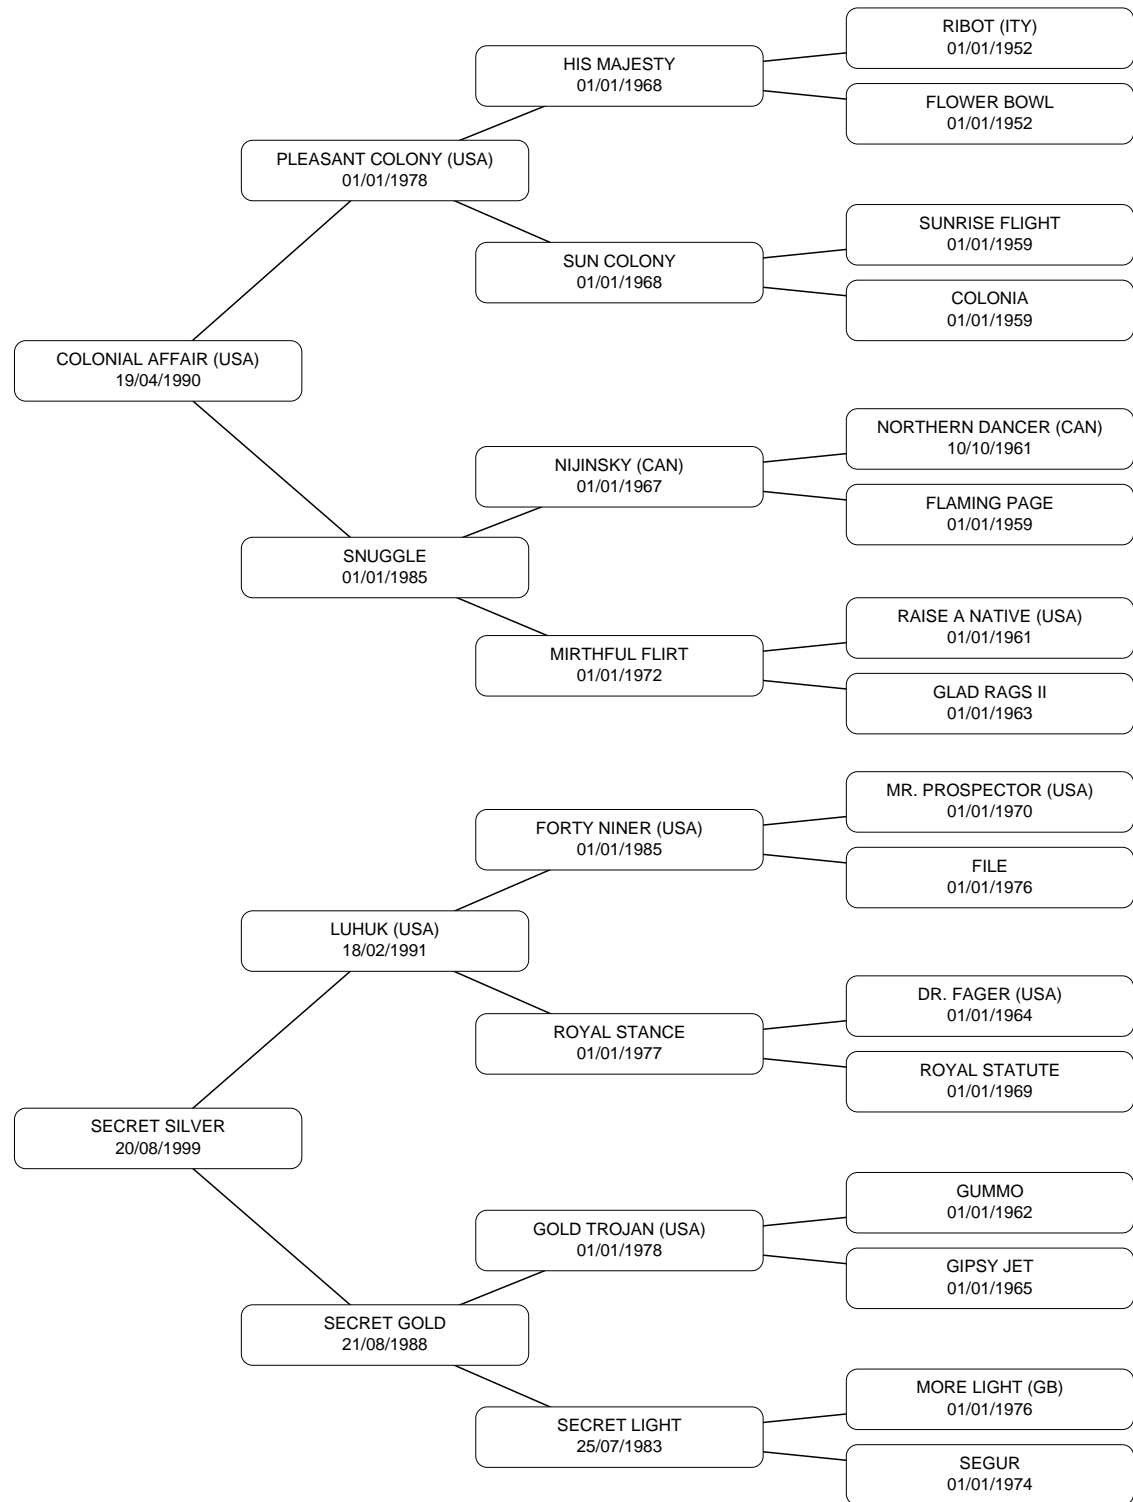 RIBOT (ITY)
01/01/1952
HIS MAJESTY
01/01/1968
FLOWER BOWL
01/01/1952
PLEASANT COLONY (USA)
01/01/1978
SUNRISE FLIGHT
01/01/1959
SUN COLONY
01/01/1968
COLONIA
01/01/1959
COLONIAL AFFAIR (USA)
19/04/1990
NORTHERN DANCER (CAN)
10/10/1961
NIJINSKY (CAN)
01/01/1967
FLAMING PAGE
01/01/1959
SNUGGLE
01/01/1985
RAISE A NATIVE (USA)
01/01/1961
MIRTHFUL FLIRT
01/01/1972
GLAD RAGS II
01/01/1963
MR. PROSPECTOR (USA)
01/01/1970
FORTY NINER (USA)
01/01/1985
FILE
01/01/1976
LUHUK (USA)
18/02/1991
DR. FAGER (USA)
01/01/1964
ROYAL STANCE
01/01/1977
ROYAL STATUTE
01/01/1969
SECRET SILVER
20/08/1999
GUMMO
01/01/1962
GOLD TROJAN (USA)
01/01/1978
GIPSY JET
01/01/1965
SECRET GOLD
21/08/1988
MORE LIGHT (GB)
01/01/1976
SECRET LIGHT
25/07/1983
SEGUR
01/01/1974